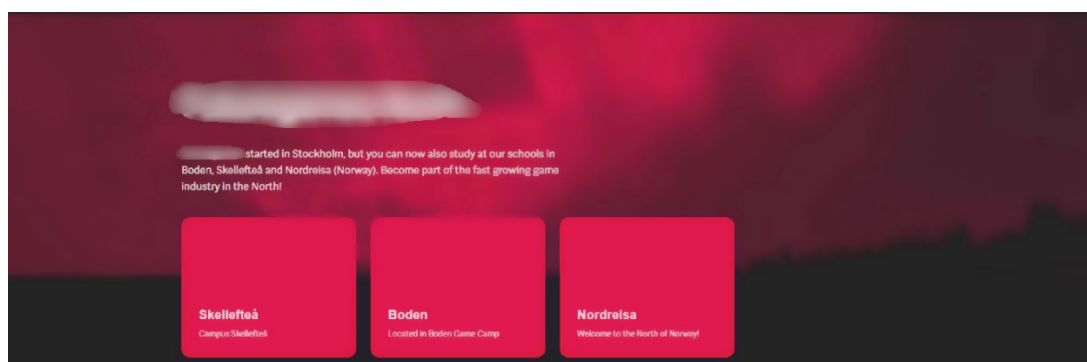 started in Stockholm, but you can now also study at our schools in
Boden, Skellefteå and Nordreisa (Norway). Become part of the fast growing game
industry in the North!
Skellefteå
Campus Skellefteå
Boden
Located in Boden Game Camp
Nordreisa
Welcome to the North of Norway!